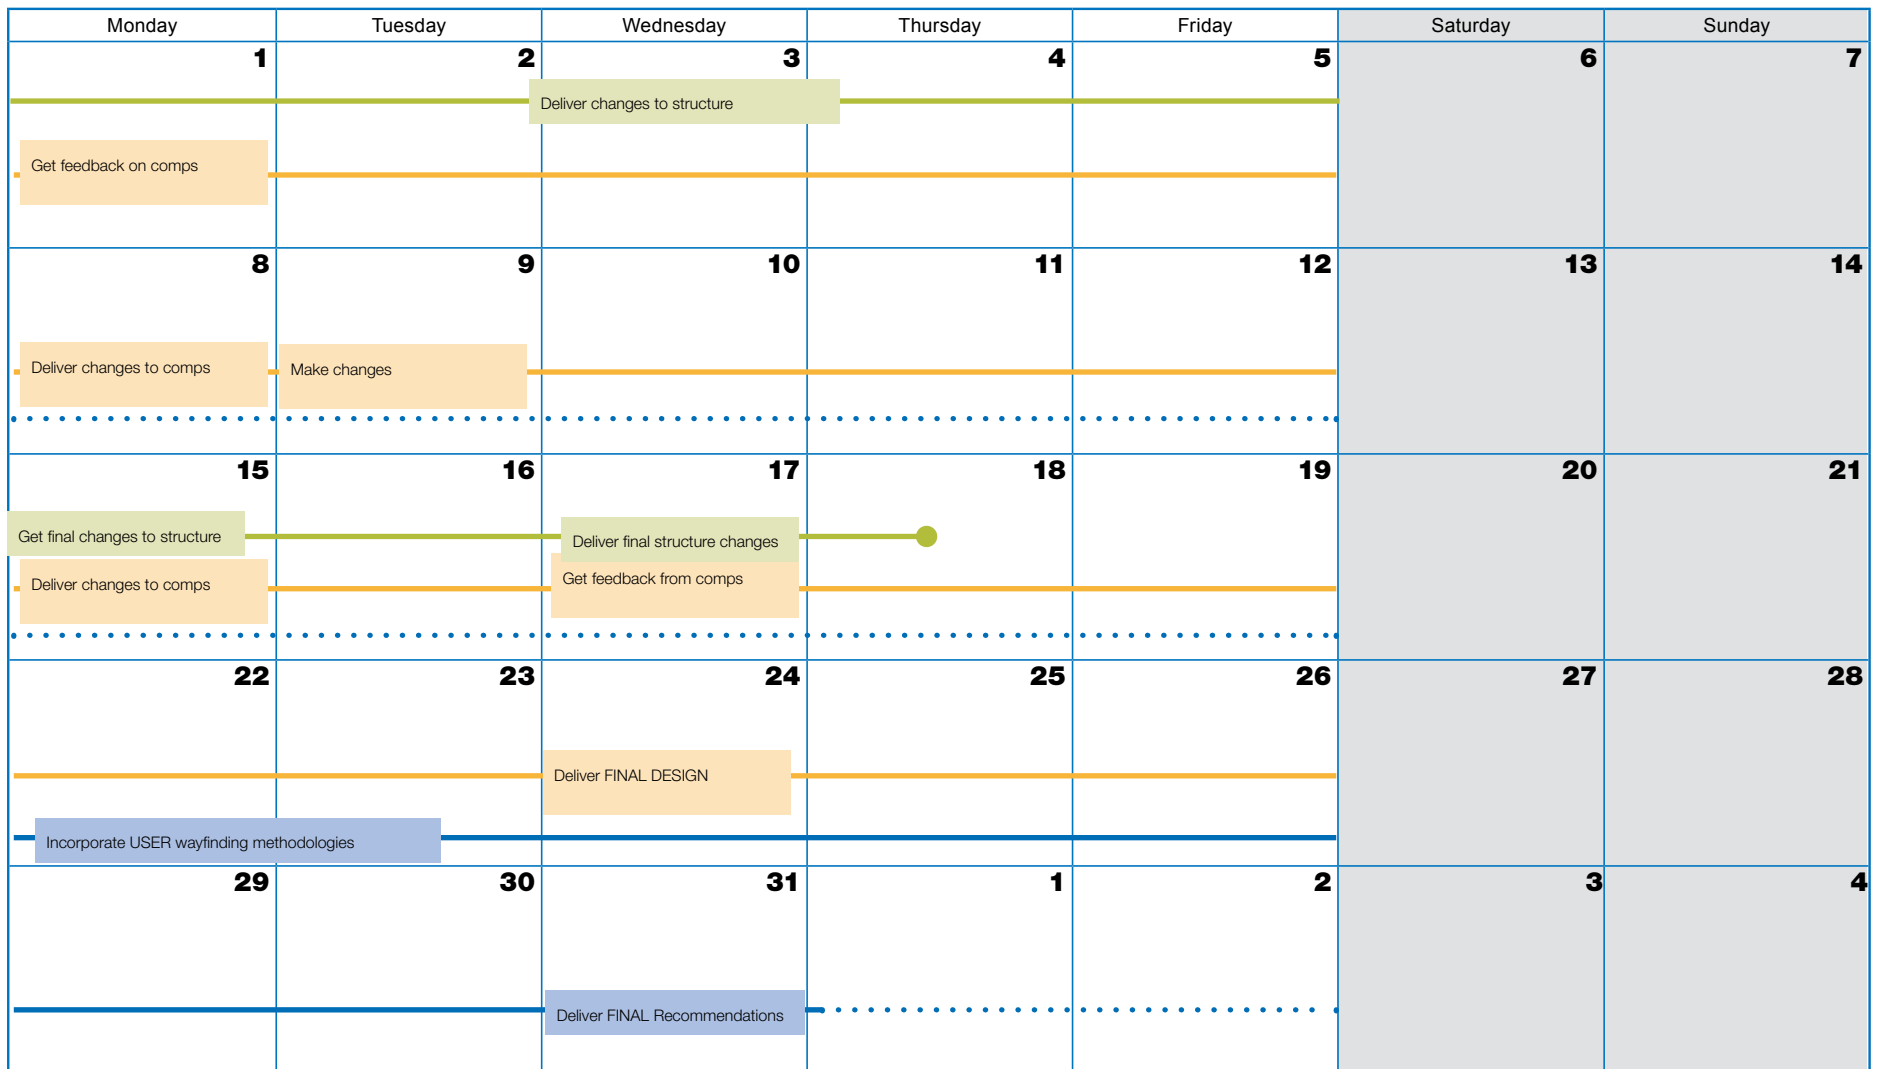 Monday Tuesday Wednesday Thursday Friday Saturday Sunday
1 2 3 4 5 6 7
Deliver changes to structure
Get feedback on comps
8 9 10 11 12 13 14
Deliver changes to comps
Make changes
15 16 17 18 19 20 21
Get final changes to structure
Deliver final structure changes
Deliver changes to comps
Get feedback from comps
22 23 24 25 26 27 28
Deliver FINAL DESIGN
Incorporate USER wayfinding methodologies
29 30 31 1 2 3 4
Deliver FINAL Recommendations